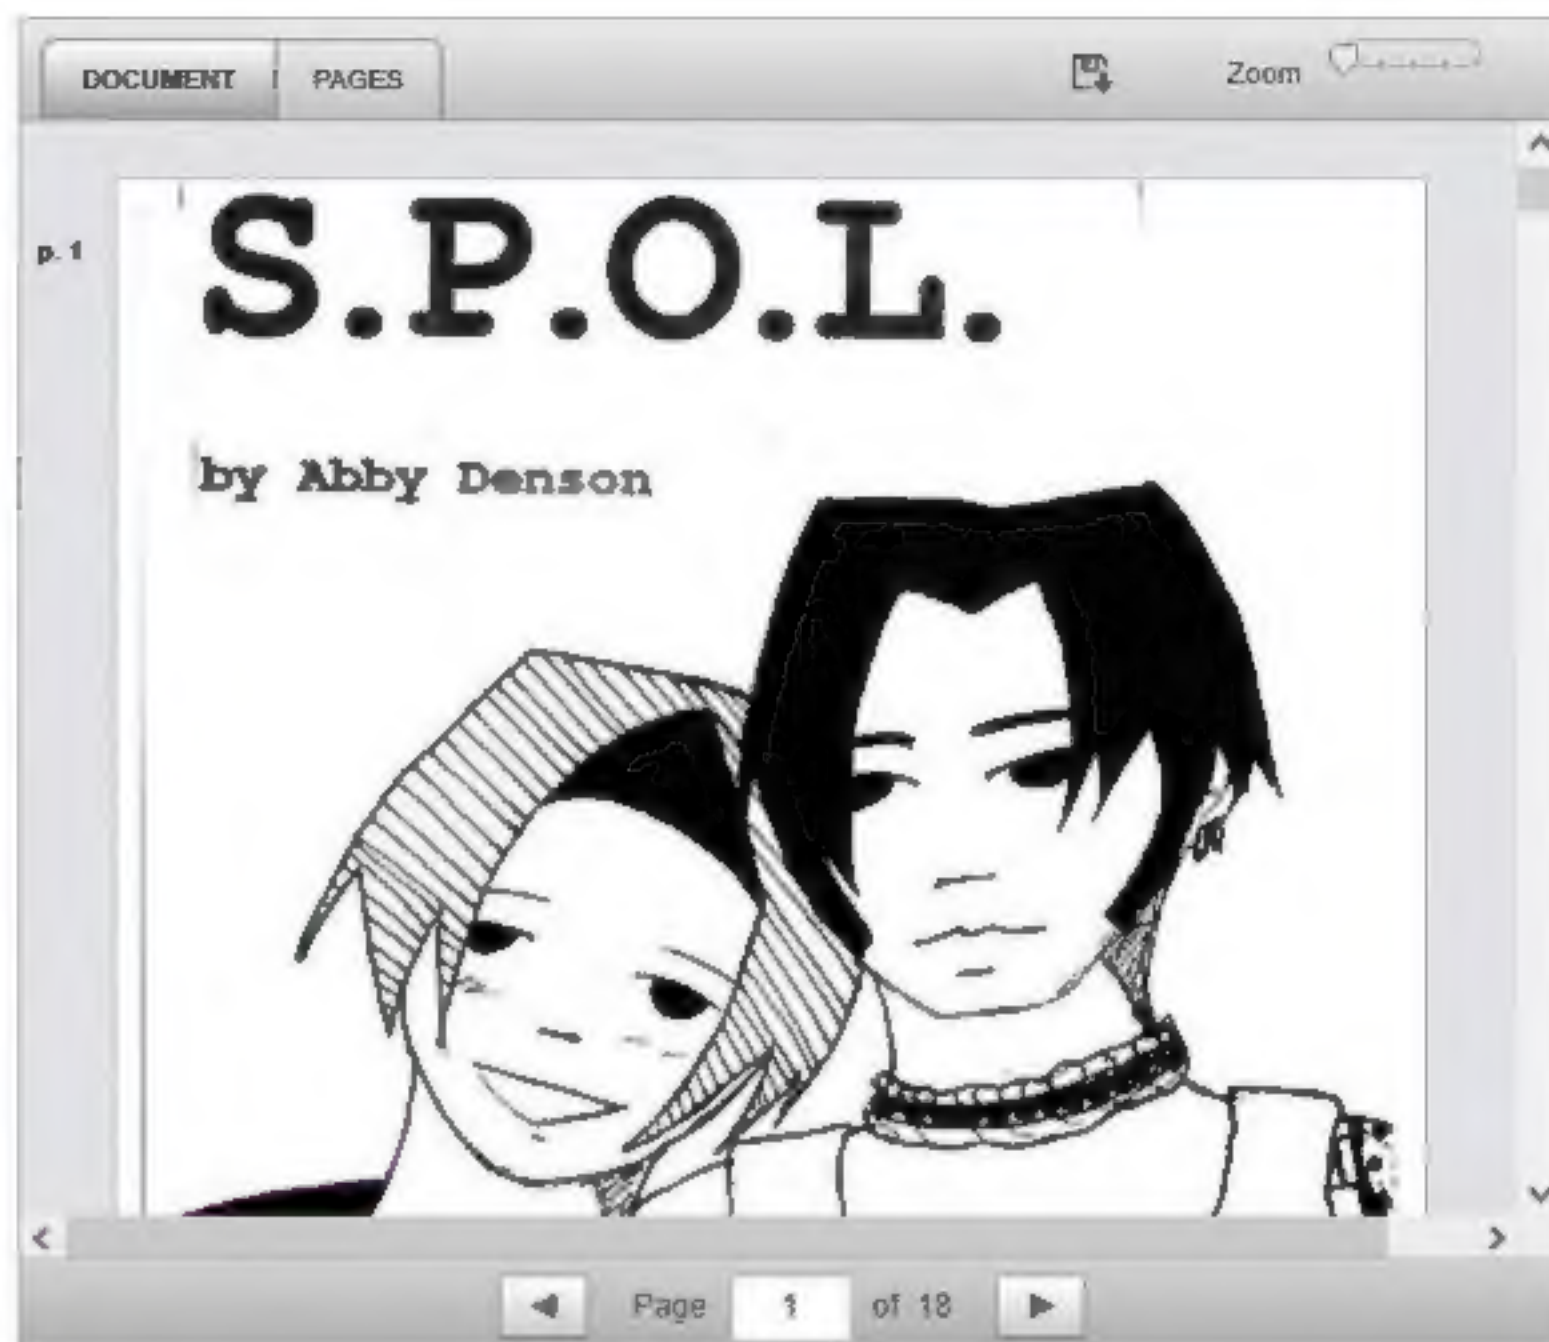 DOCUMENT PAGES Zoom
p. 1
S.P.O.L.
by Abby Denson
Page 1 of 18